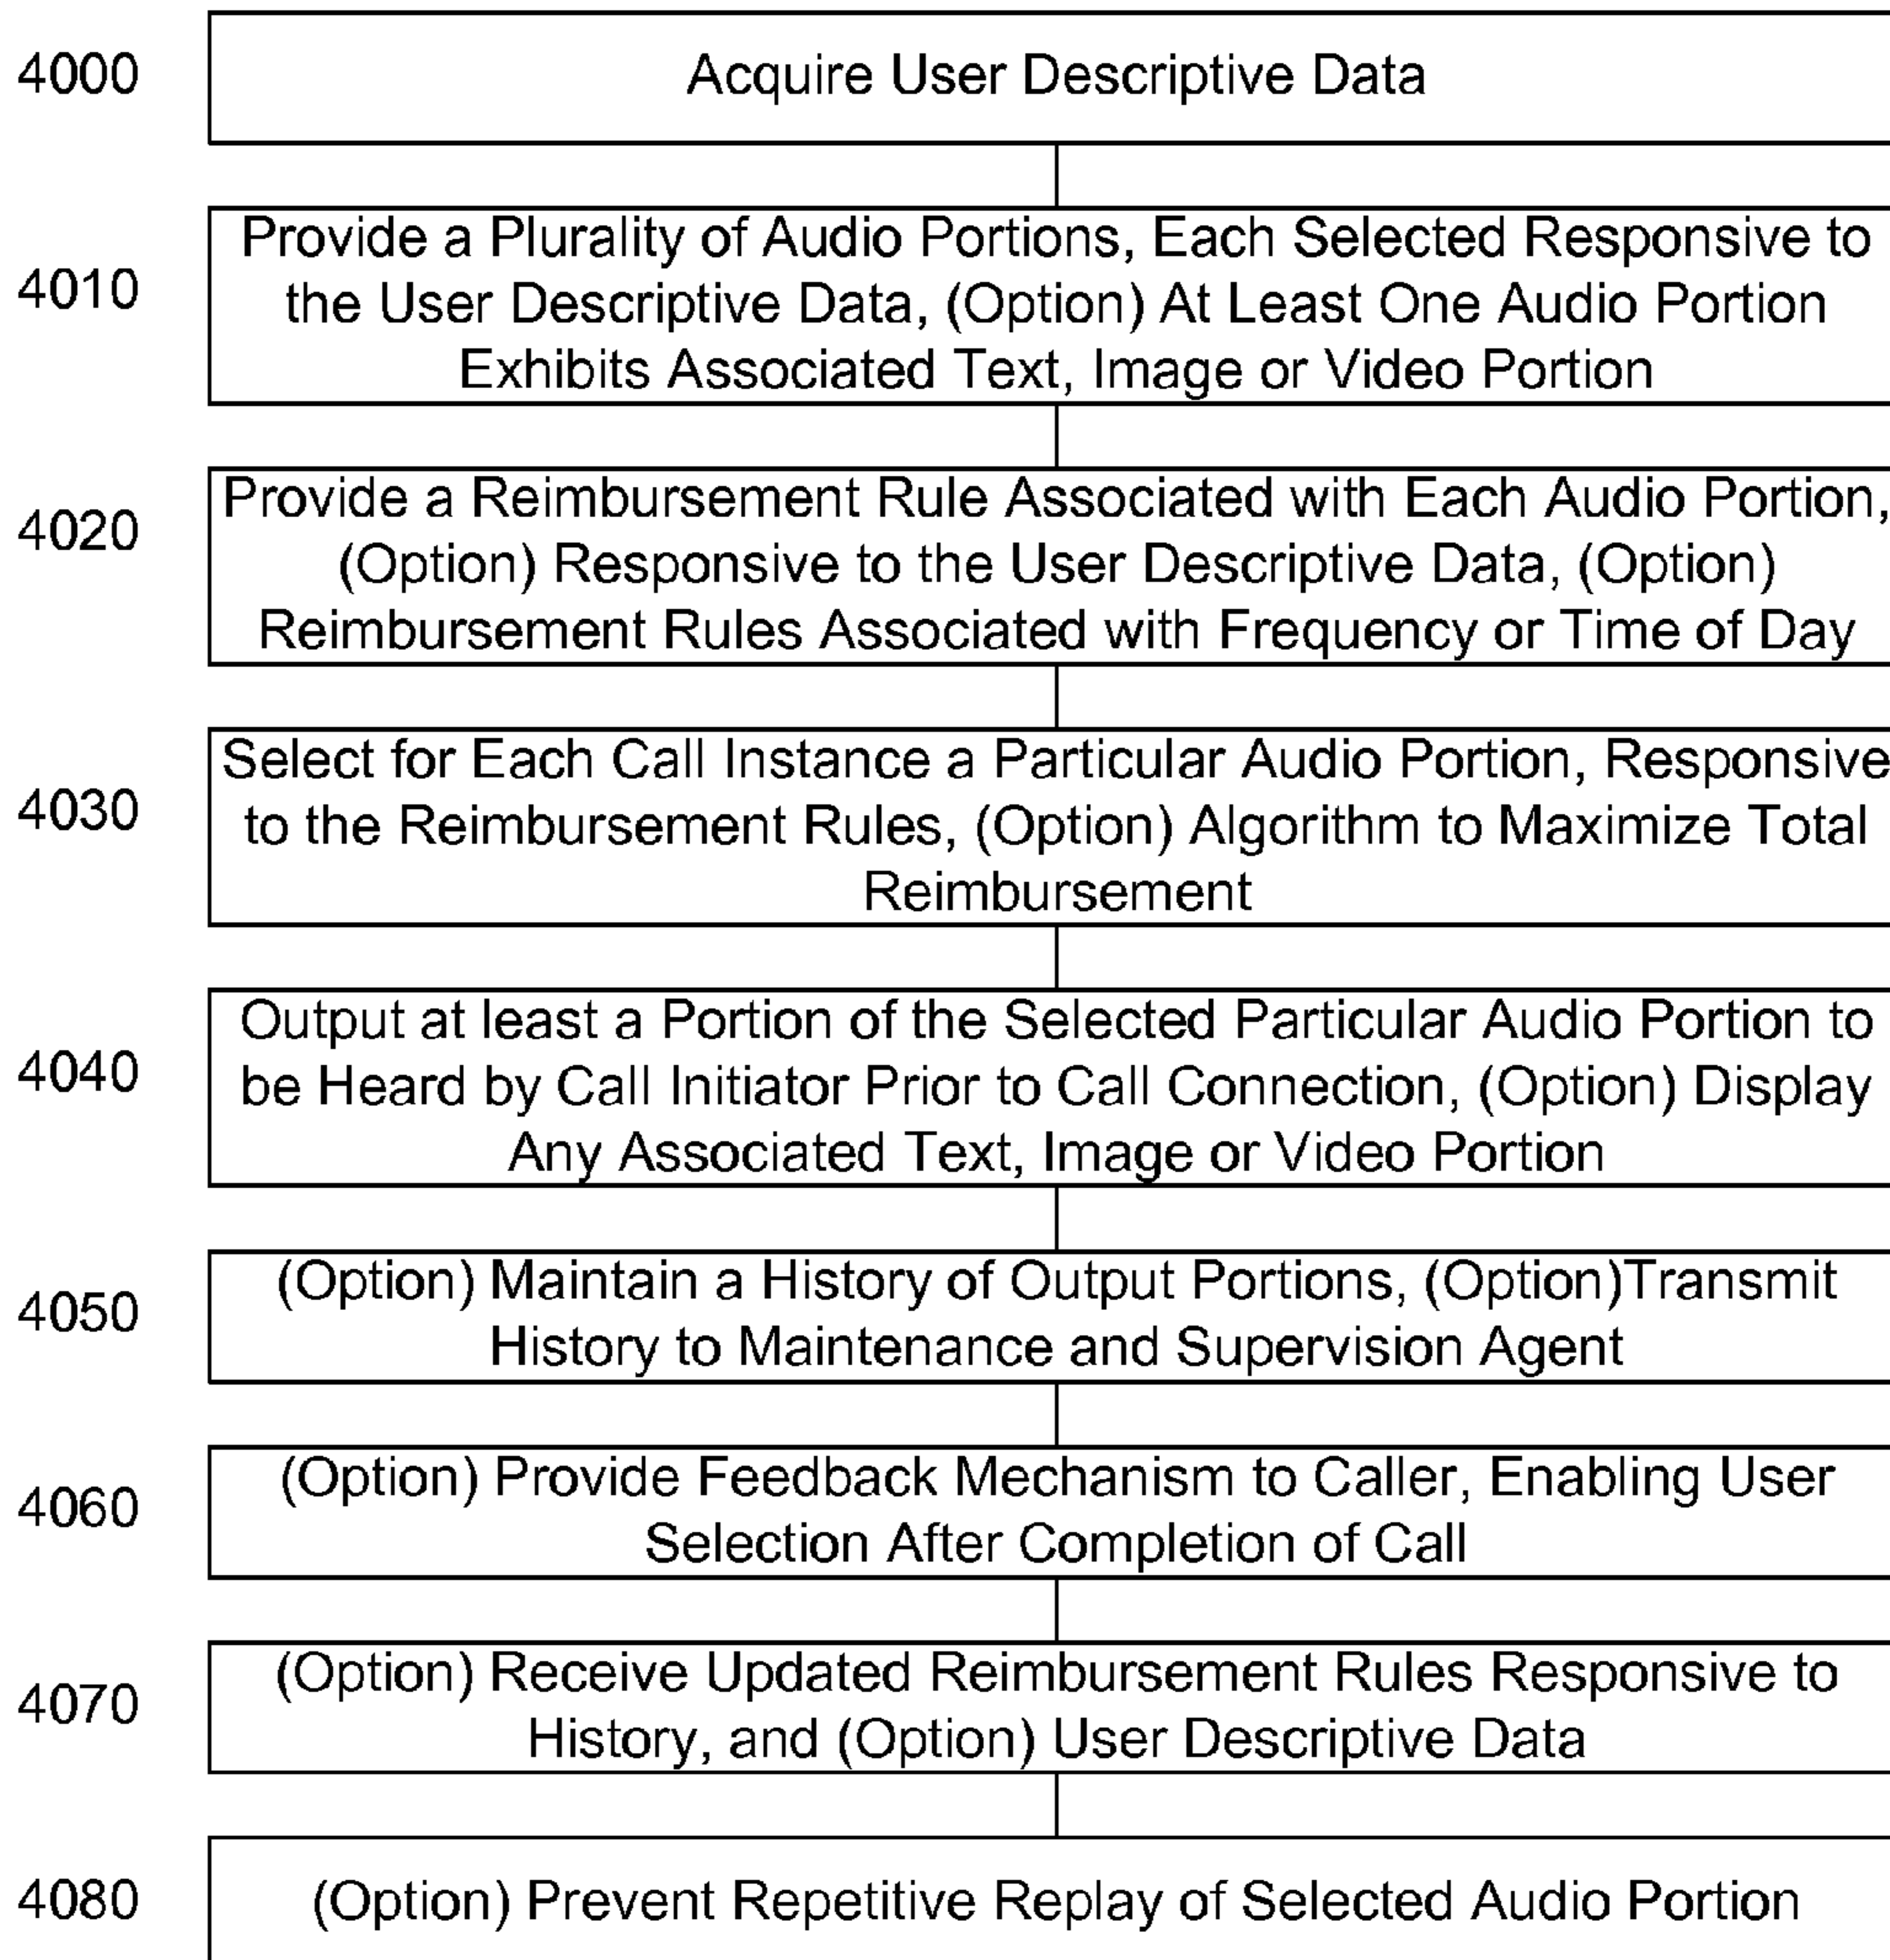 4000
Acquire User Descriptive Data
4010
Provide a Plurality of Audio Portions, Each Selected Responsive to
the User Descriptive Data, (Option) At Least One Audio Portion
Exhibits Associated Text, Image or Video Portion
4020
Provide a Reimbursement Rule Associated with Each Audio Portion,
(Option) Responsive to the User Descriptive Data, (Option)
Reimbursement Rules Associated with Frequency or Time of Day
4030
Select for Each Call Instance a Particular Audio Portion, Responsive
to the Reimbursement Rules, (Option) Algorithm to Maximize Total
Reimbursement
4040
Output at least a Portion of the Selected Particular Audio Portion to
be Heard by Call Initiator Prior to Call Connection, (Option) Display
Any Associated Text, Image or Video Portion
4050
(Option) Maintain a History of Output Portions, (Option)Transmit
History to Maintenance and Supervision Agent
4060
(Option) Provide Feedback Mechanism to Caller, Enabling User
Selection After Completion of Call
4070
(Option) Receive Updated Reimbursement Rules Responsive to
History, and (Option) User Descriptive Data
4080
(Option) Prevent Repetitive Replay of Selected Audio Portion